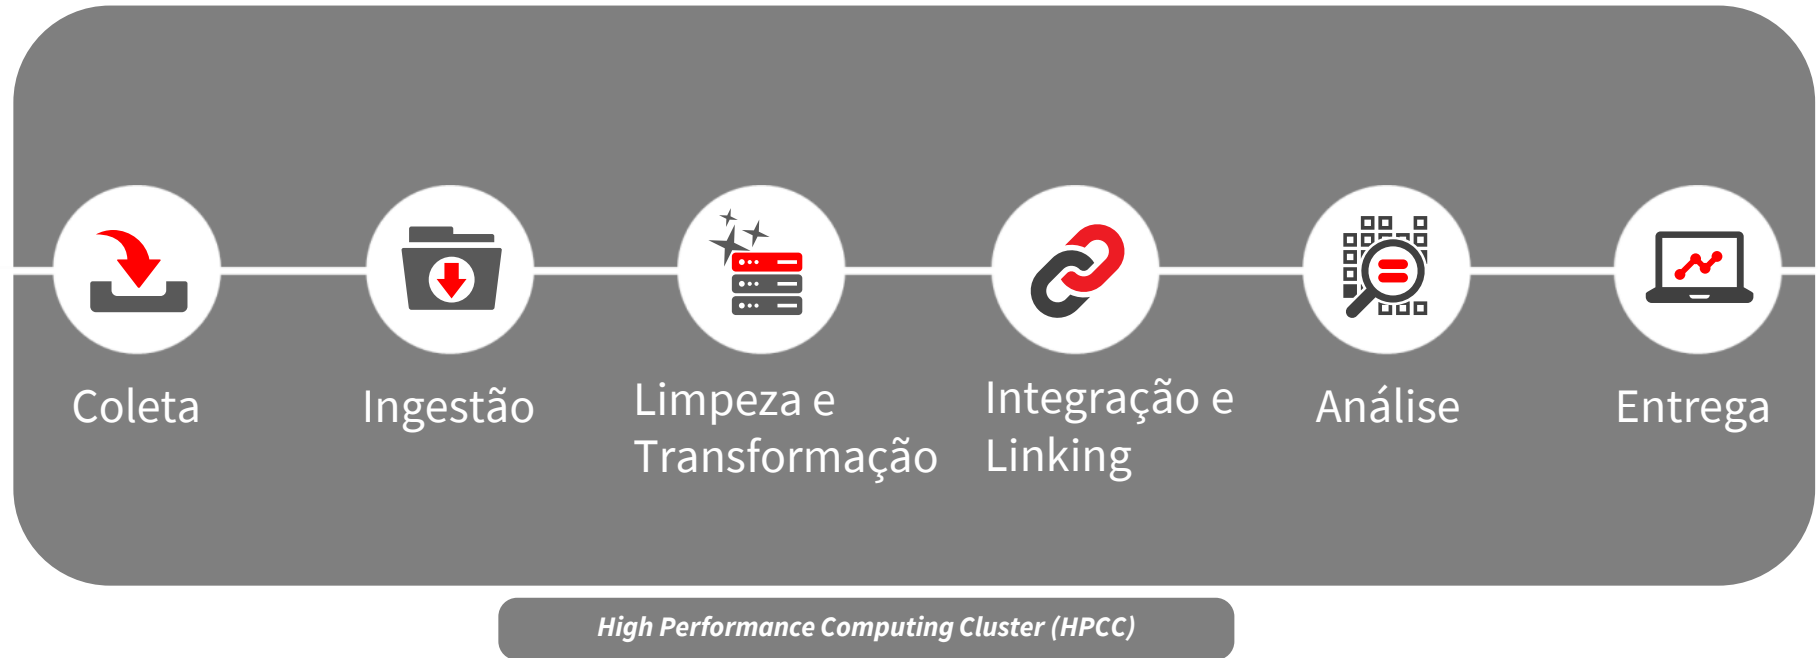 Coleta
Ingestão
Limpeza e
Transformação
Integração e
Linking
Análise
Entrega
High Performance Computing Cluster (HPCC)